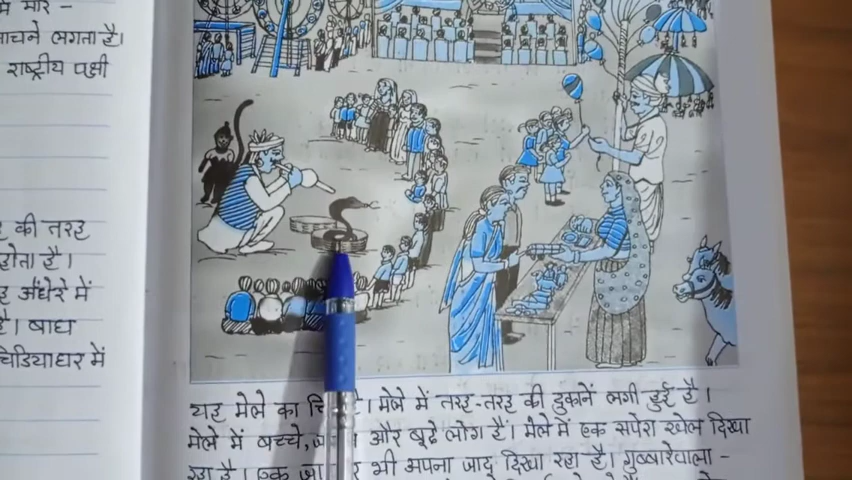 में मोर -
नाचने लगता है।
राष्ट्रीय पक्षी
की तरह
होता है।
अंधेरे में
है। बाघ
चिडियाघर में
यह मेले का है। मेले में तरह-तरह की दुकानें लगी हुई है।
मेले में बच्चे, और बूढे लोग हैं। मेले में एक सपेरा खेल दिखा
रहा है। एक भी अपना जादू दिखा रहा है। गुब्बारेवाला -